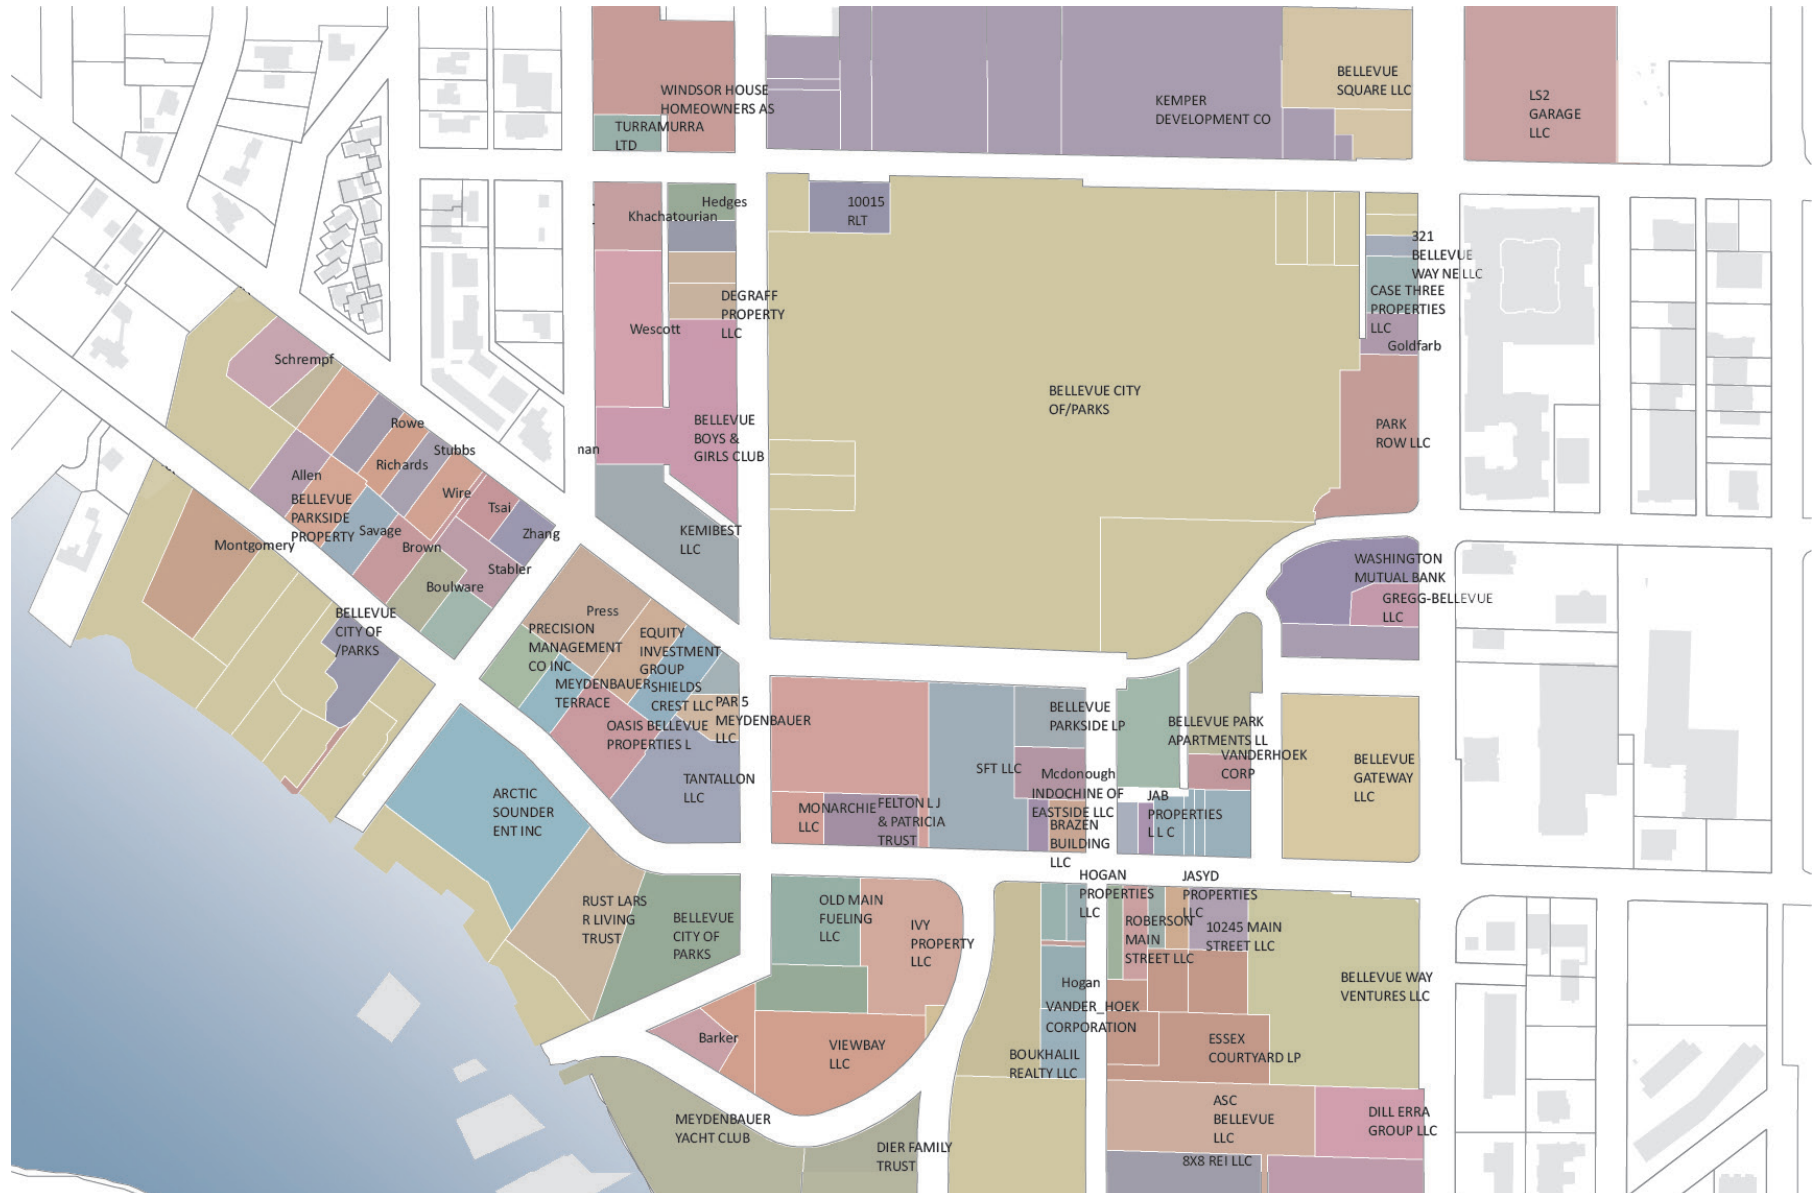 WINDSOR HOUSE
HOMEOWNERS AS
TURRAMURRA
LTD
KEMPER
DEVELOPMENT CO
BELLEVUE
SQUARE LLC
LS2
GARAGE
LLC
Hedges
Khachatourian
10015
RLT
321
BELLEVUE
WAY NE LLC
CASE THREE
PROPERTIES
LLC
Goldfarb
DEGRAFF
PROPERTY
LLC
Wescott
Schrempf
BELLEVUE CITY
OF/PARKS
PARK
ROW LLC
BELLEVUE
BOYS &
GIRLS CLUB
nan
Rowe
Stubbs
Richards
Allen
BELLEVUE
PARKSIDE
PROPERTY
Wire
Tsai
Savage
Zhang
Brown
Montgomery
Stabler
Boulware
KEMIBEST
LLC
WASHINGTON
MUTUAL BANK
GREGG-BELLEVUE
LLC
BELLEVUE
CITY OF
/PARKS
Press
PRECISION
MANAGEMENT
CO INC
EQUITY
INVESTMENT
GROUP
MEYDENBAUER
TERRACE
SHIELDS
CREST LLC
PAR 5
MEYDENBAUER
LLC
OASIS BELLEVUE
PROPERTIES L
TANTALLON
LLC
BELLEVUE
PARKSIDE LP
BELLEVUE PARK
APARTMENTS LL
VANDERHOEK
CORP
BELLEVUE
GATEWAY
LLC
SFT LLC
Mcdonough
INDOCHINE OF
EASTSIDE LLC
BRAZEN
BUILDING
LLC
JAB
PROPERTIES
L L C
ARCTIC
SOUNDER
ENT INC
MONARCHIE
LLC
FELTON L J
& PATRICIA
TRUST
HOGAN
PROPERTIES
LLC
JASYD
PROPERTIES
LLC
ROBERSON
MAIN
STREET LLC
10245 MAIN
STREET LLC
RUST LARS
R LIVING
TRUST
BELLEVUE
CITY OF
PARKS
OLD MAIN
FUELING
LLC
IVY
PROPERTY
LLC
BELLEVUE WAY
VENTURES LLC
Hogan
VANDER_HOEK
CORPORATION
Barker
VIEWBAY
LLC
BOUKHALIL
REALTY LLC
ESSEX
COURTYARD LP
MEYDENBAUER
YACHT CLUB
DIER FAMILY
TRUST
ASC
BELLEVUE
LLC
DILL ERRA
GROUP LLC
8X8 REI LLC